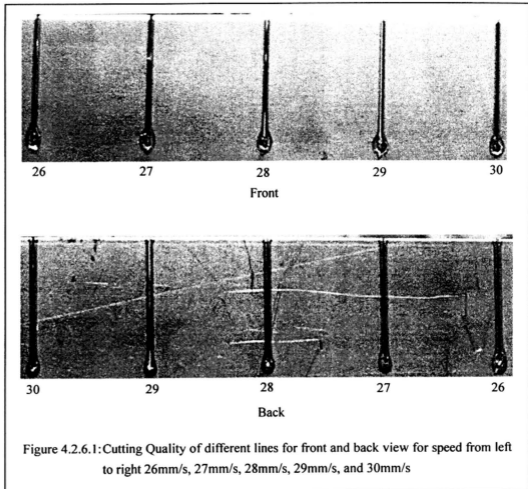 26 27 28 29 30
Front
30 29 28 27 26
Back
Figure 4.2.6.1:Cutting Quality of different lines for front and back view for speed from left
to right 26mm/s, 27mm/s, 28mm/s, 29mm/s, and 30mm/s